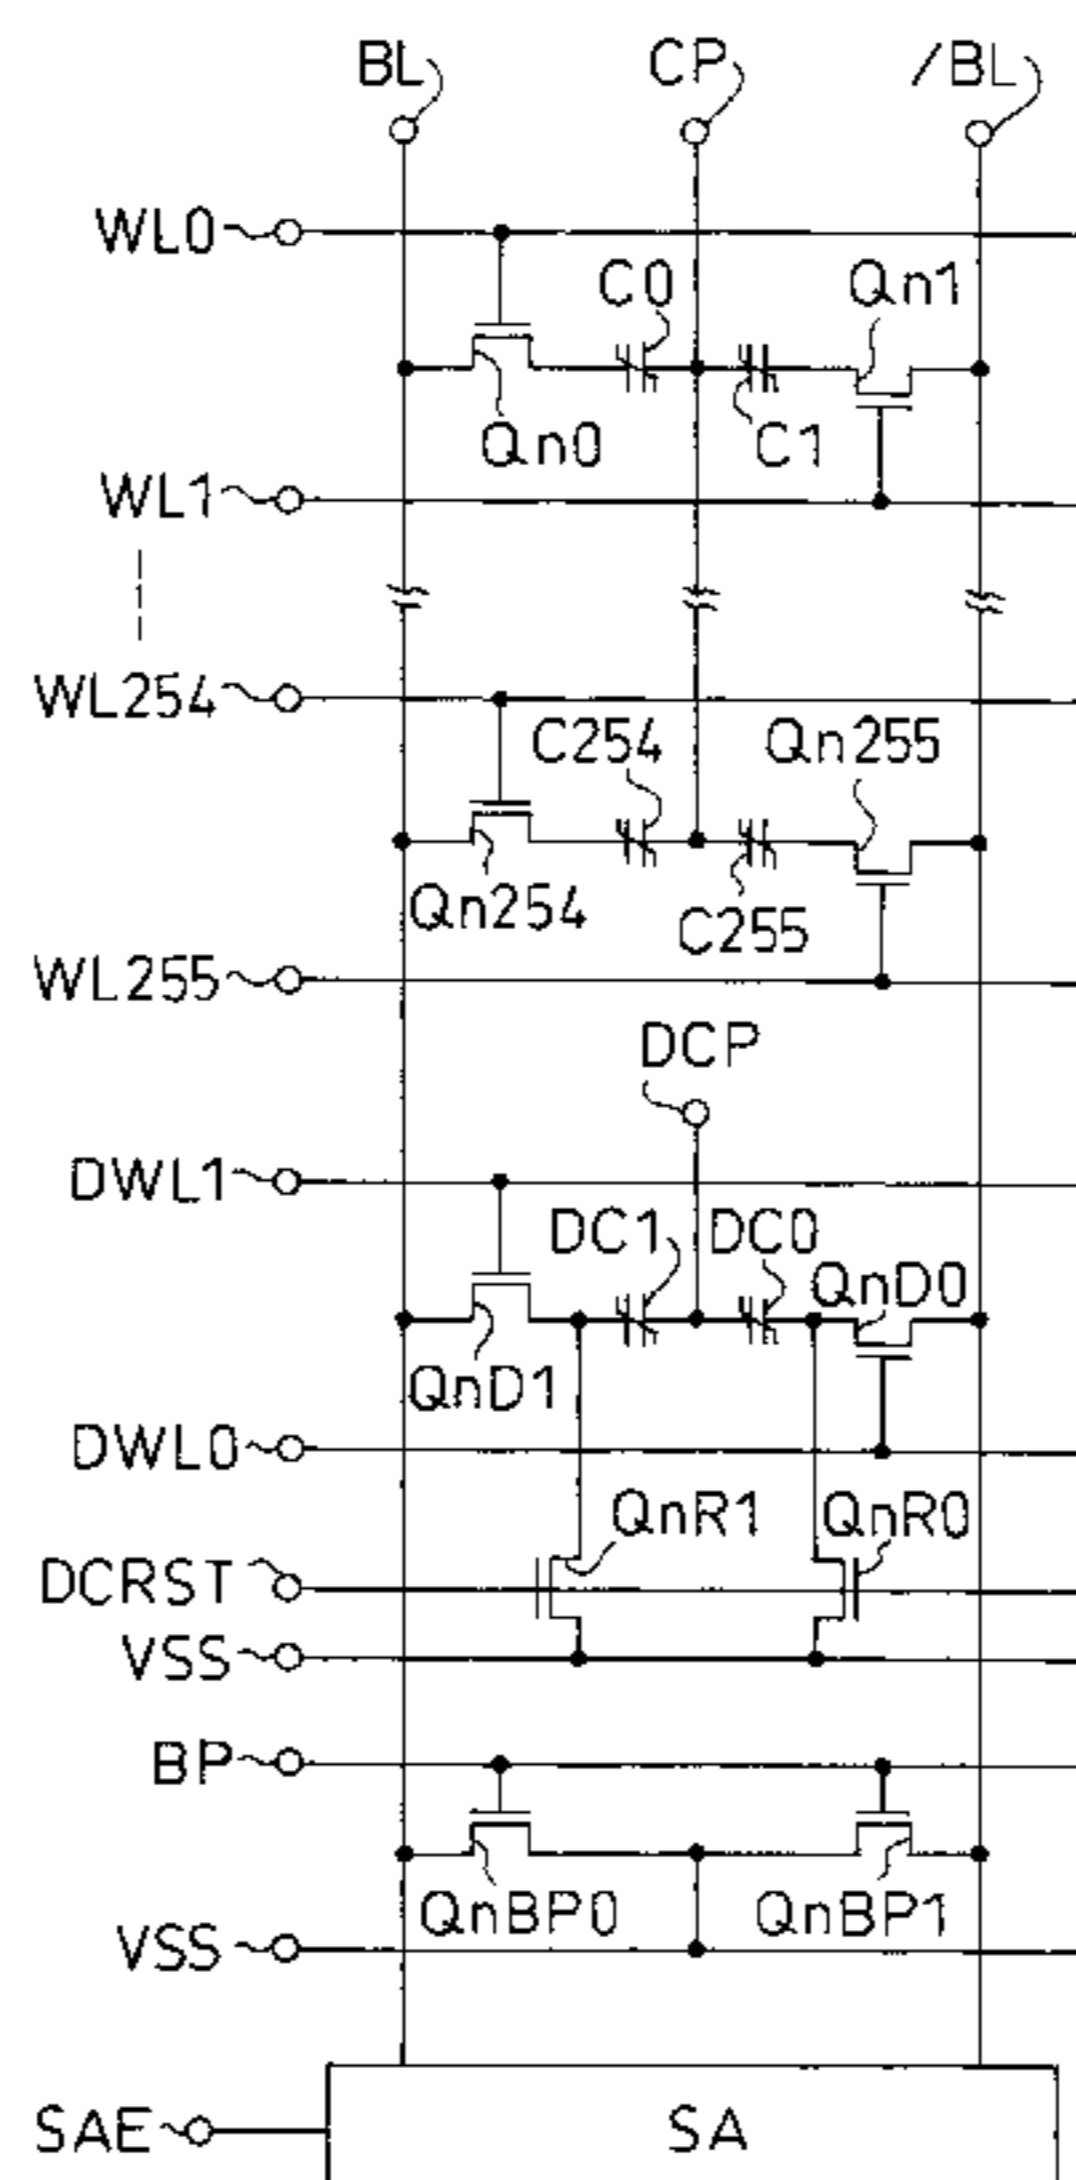 BL CP /BL
WL0
C0 Qn1
Qn0 C1
WL1
WL254
C254 Qn255
Qn254 C255
WL255
DCP
DWL1
DC1 DC0
QnD0
QnD1
DWL0
QnR1 QnR0
DCRST
VSS
BP
QnBP0 QnBP1
VSS
SAE SA